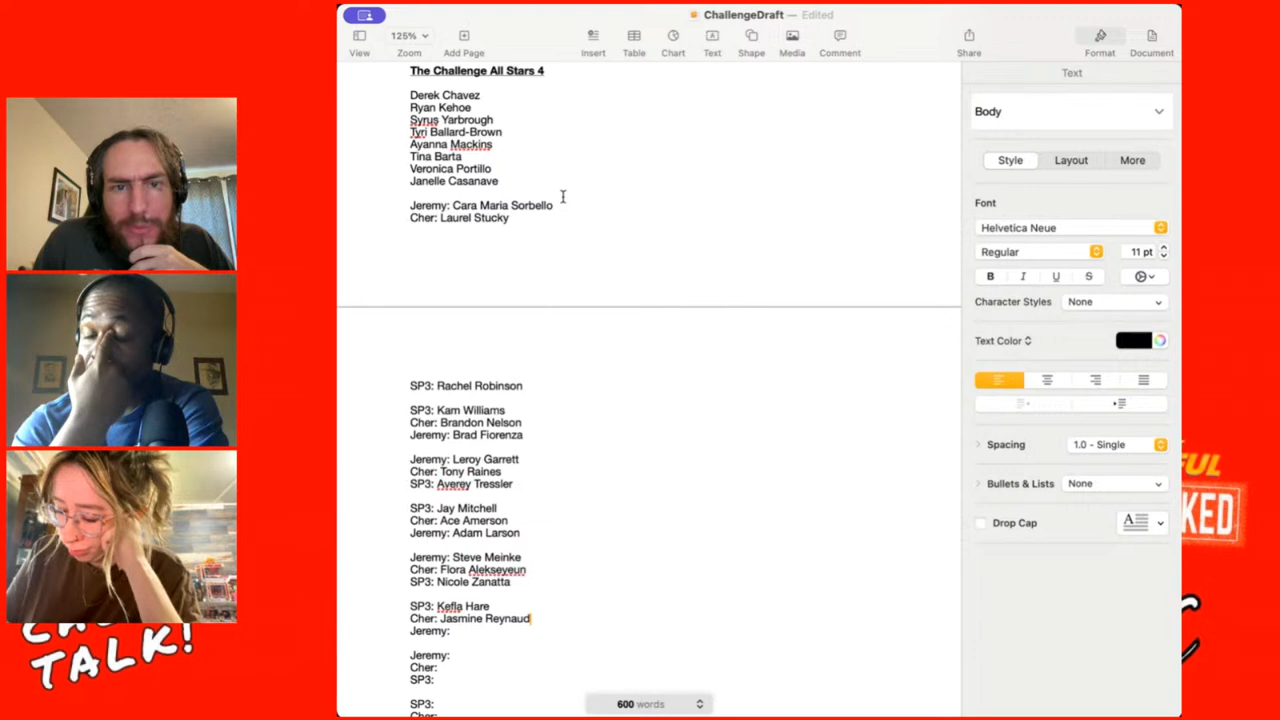 ChallengeDraft — Edited
125%
View
Zoom
Add Page
Insert
Table
Chart
Text
Shape
Media
Comment
Share
Format
Document
The Challenge All Stars 4
Derek Chavez
Ryan Kehoe
Syrus Yarbrough
Tyri Ballard-Brown
Ayanna Mackins
Tina Barta
Veronica Portillo
Janelle Casanave
Jeremy: Cara Maria Sorbello
Cher: Laurel Stucky
SP3: Rachel Robinson
SP3: Kam Williams
Cher: Brandon Nelson
Jeremy: Brad Fiorenza
Jeremy: Leroy Garrett
Cher: Tony Raines
SP3: Averey Tressler
SP3: Jay Mitchell
Cher: Ace Amerson
Jeremy: Adam Larson
Jeremy: Steve Meinke
Cher: Flora Alekseyeun
SP3: Nicole Zanatta
SP3: Kefla Hare
Cher: Jasmine Reynaud
Jeremy:
Jeremy:
Cher:
SP3:
SP3:
Cher:
600 words
Text
Body
Style
Layout
More
Font
Helvetica Neue
Regular
11 pt
B I U S
Character Styles
None
Text Color
Spacing
1.0 - Single
Bullets & Lists
None
Drop Cap
A
TALK!